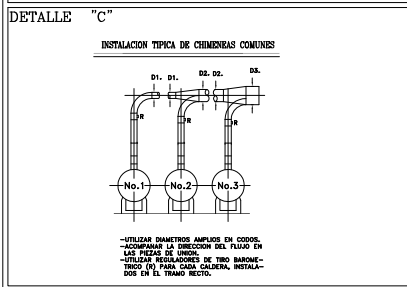 DETALLE "C"
INSTALACION TIPICA DE CHIMENEAS COMUNES
D1. D1. D2. D2. D3.
R R R
No.1 No.2 No.3
-UTILIZAR DIAMETROS AMPLIOS EN CODOS.
-ACOMPANAR LA DIRECCION DEL FLUJO EN
LAS PIEZAS DE UNION.
-UTILIZAR REGULADORES DE TIRO BAROME-
TRICO (R) PARA CADA CALDERA, INSTALA-
DOS EN EL TRAMO RECTO.